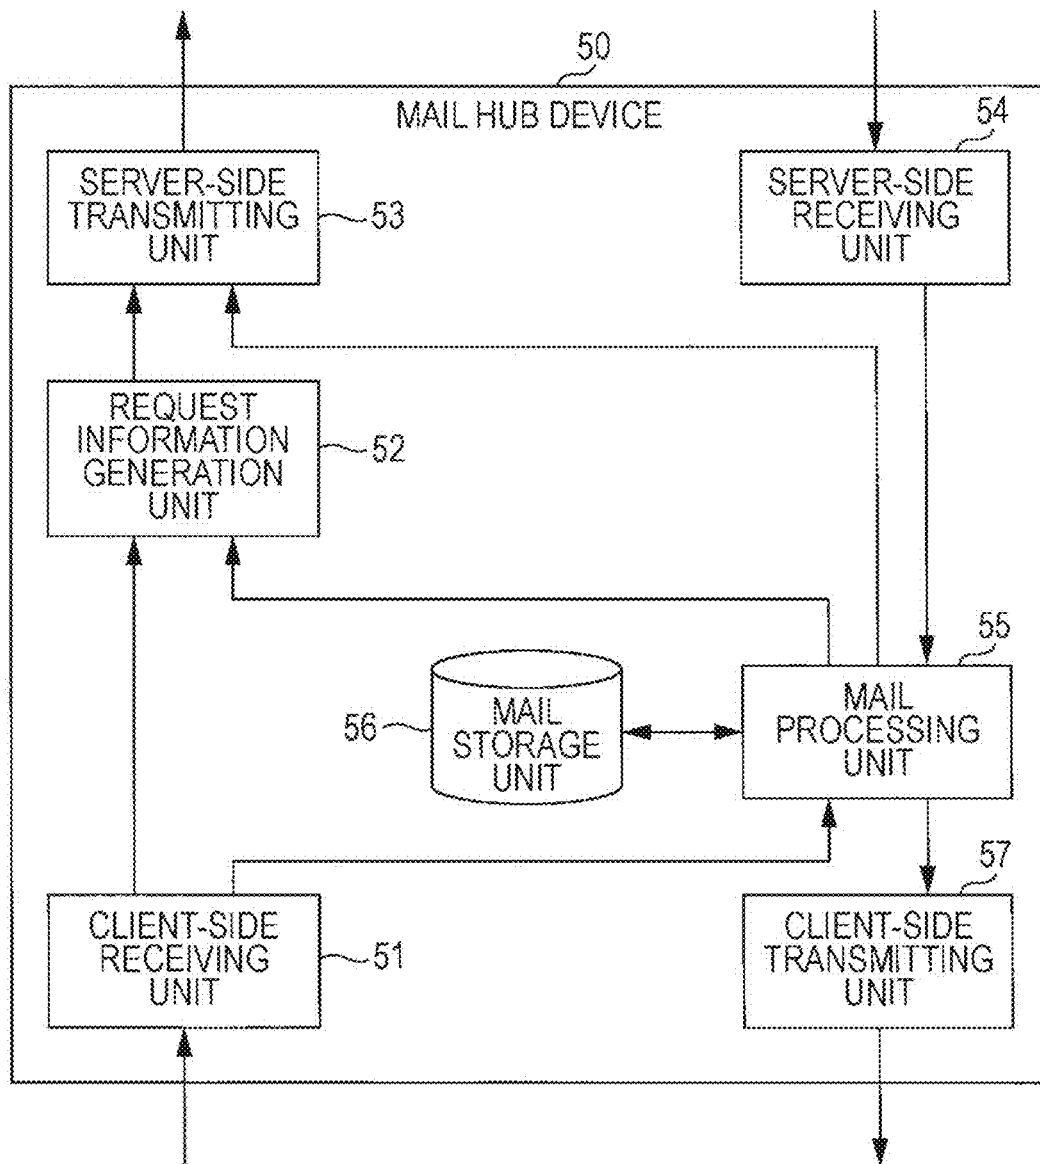 50
MAIL HUB DEVICE
SERVER-SIDE
TRANSMITTING
UNIT
53
54
SERVER-SIDE
RECEIVING
UNIT
REQUEST
INFORMATION
GENERATION
UNIT
52
55
MAIL
PROCESSING
UNIT
56
MAIL
STORAGE
UNIT
CLIENT-SIDE
RECEIVING
UNIT
51
57
CLIENT-SIDE
TRANSMITTING
UNIT